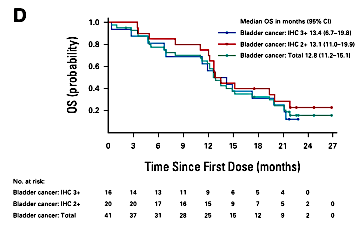 D
Median OS in months (95% CI)
Bladder cancer: IHC 3+ 13.4 (6.7–19.8)
Bladder cancer: IHC 2+ 13.1 (11.0–19.9)
Bladder cancer: Total 12.8 (11.2–15.1)
OS (probability)
1.0
0.8
0.6
0.4
0.2
0 3 6 9 12 15 18 21 24 27
Time Since First Dose (months)
No. at risk:
Bladder cancer: IHC 3+ 16 14 13 11 9 6 5 4 0
Bladder cancer: IHC 2+ 20 20 17 16 15 9 7 5 2 0
Bladder cancer: Total 41 37 31 28 25 16 12 9 2 0